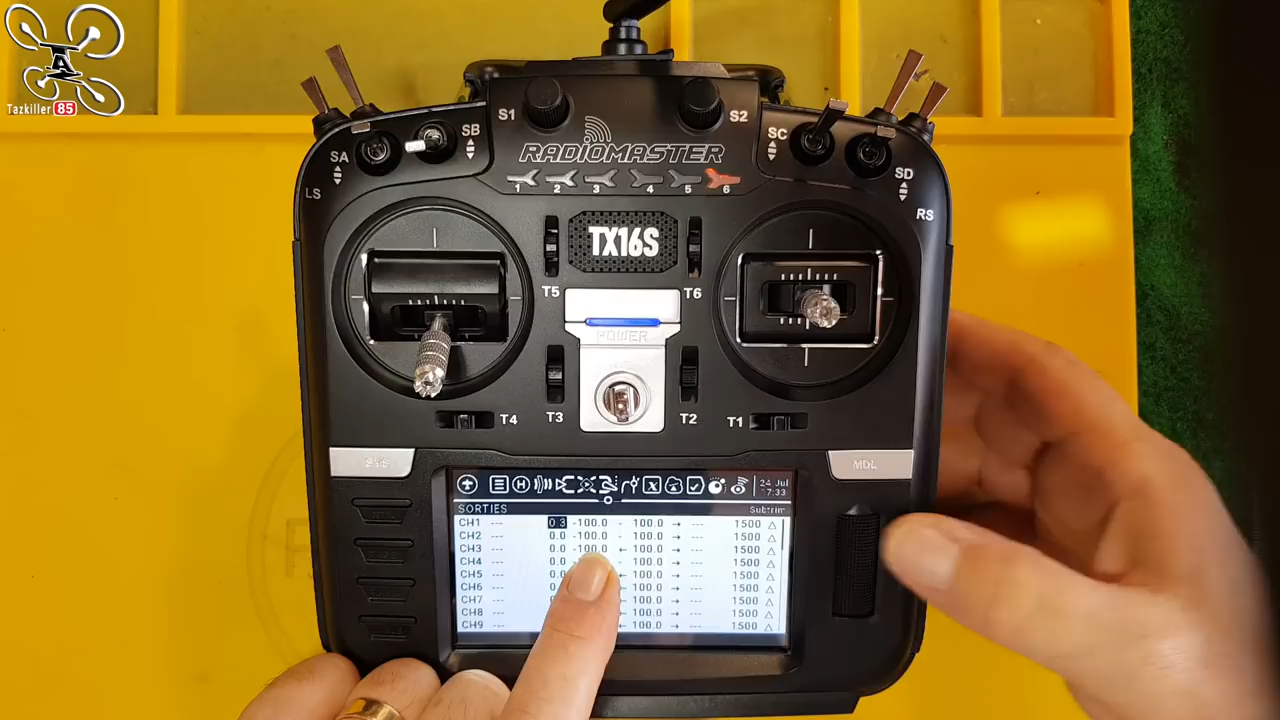 A
Tazkiller 85
S1
S2
SA
SB
SC
SD
LS
RS
RADIOMASTER
1 2 3 4 5 6
TX16S
T5
T6
POWER
T3
T2
T4
T1
SYS
MDL
24 Jul
17:33
SORTIES Subtrim
CH1 --- 0.3 -100.0 - 100.0 → --- 1500 △
CH2 --- 0.0 -100.0 - 100.0 → --- 1500 △
CH3 --- 0.0 -100.0 ← 100.0 → --- 1500 △
CH4 --- 0.0 100.0 → --- 1500 △
CH5 --- 0.0 ← 100.0 → --- 1500 △
CH6 --- ← 100.0 → --- 1500 △
CH7 --- ← 100.0 → --- 1500 △
CH8 --- 100.0 → --- 1500 △
CH9 --- 100.0 → --- 1500 △